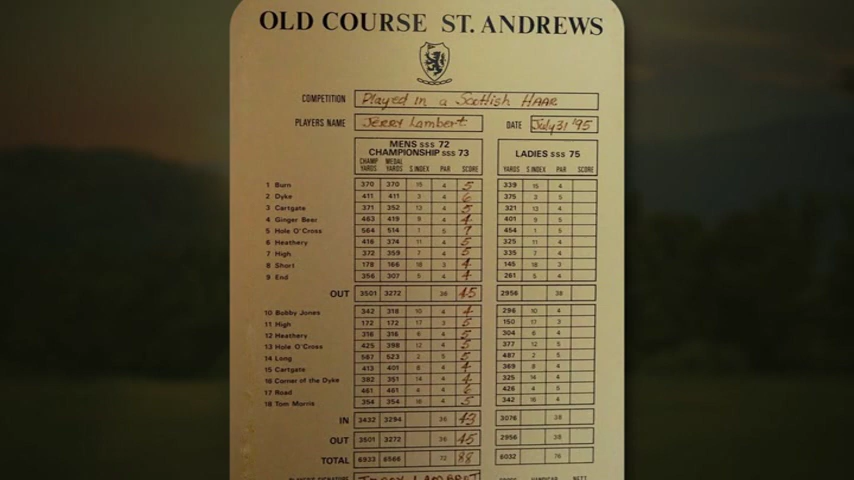 OLD COURSE ST. ANDREWS
COMPETITION Played in a Scottish HAAR
PLAYERS NAME Jerry Lambert DATE July 31 '95
MENS SSS 72
CHAMPIONSHIP SSS 73
LADIES SSS 75
CHAMP YARDS MEDAL YARDS S.INDEX PAR SCORE YARDS S.INDEX PAR SCORE
1 Burn 370 370 15 4 5 339 15 4
2 Dyke 411 411 3 4 6 375 3 5
3 Cartgate 371 352 13 4 5 321 13 4
4 Ginger Beer 463 419 9 4 4 401 9 5
5 Hole O'Cross 564 514 1 5 7 454 1 5
6 Heathery 416 374 11 4 5 325 11 4
7 High 372 359 7 4 5 335 7 4
8 Short 178 166 18 3 4 145 18 3
9 End 356 307 5 4 4 261 5 4
OUT 3501 3272 36 45 2956 38
10 Bobby Jones 342 318 10 4 4 296 10 4
11 High 172 172 17 3 5 150 17 3
12 Heathery 316 316 6 4 5 304 6 4
13 Hole O'Cross 425 398 12 4 5 377 12 5
14 Long 567 523 2 5 5 487 2 5
15 Cartgate 413 401 8 4 4 369 8 4
16 Corner of the Dyke 382 351 14 4 4 325 14 4
17 Road 461 461 4 4 6 426 4 5
18 Tom Morris 354 354 16 4 5 342 16 4
IN 3432 3294 36 43 3076 38
OUT 3501 3272 36 45 2956 38
TOTAL 6933 6566 72 88 6032 76